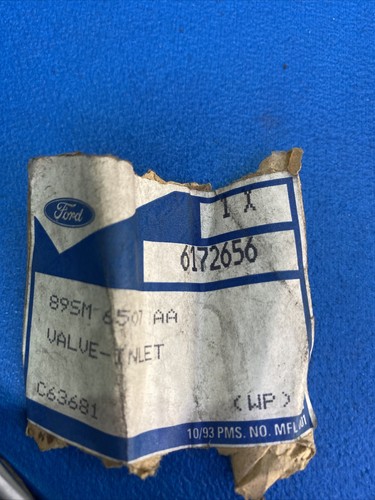 Ford
1 X
6172656
89SM 6507 AA
VALVE-INLET
C63681
(WP)
10/93 PMS. NO. MFL